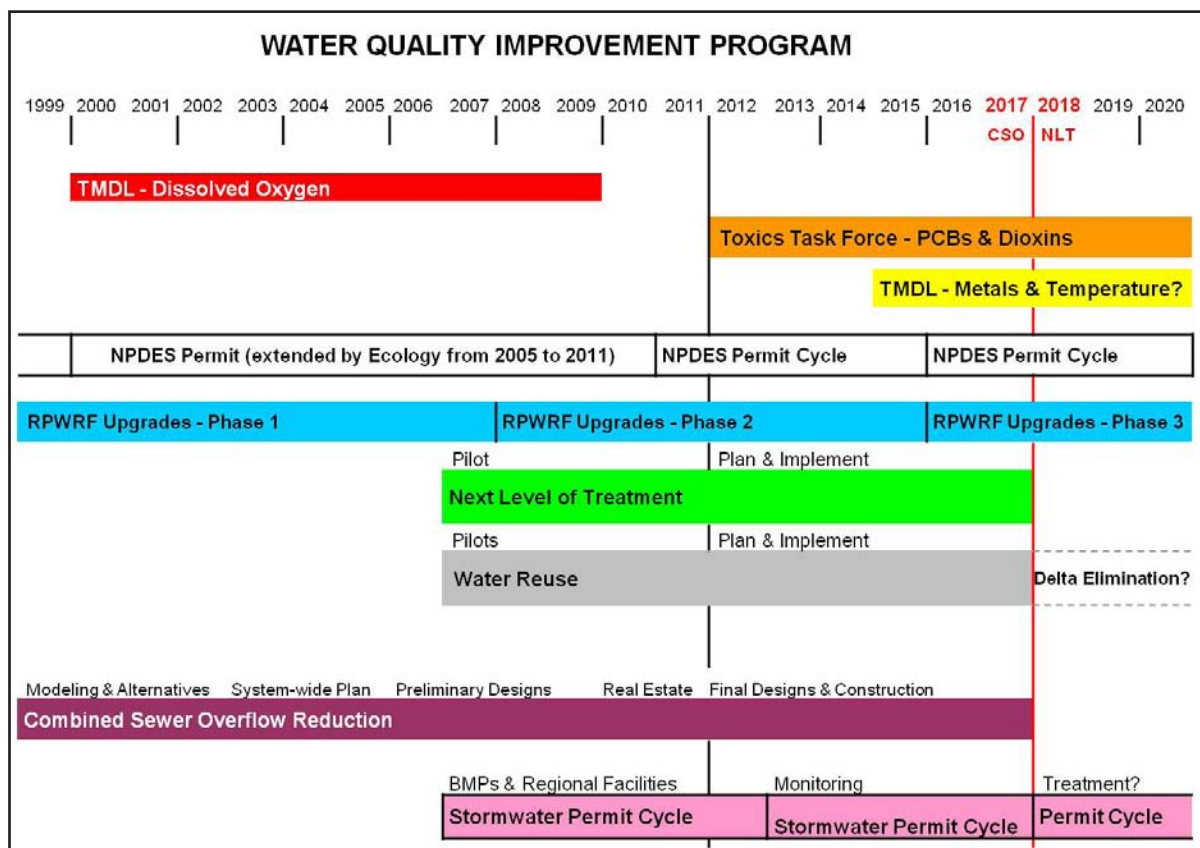 WATER QUALITY IMPROVEMENT PROGRAM
1999 2000 2001 2002 2003 2004 2005 2006 2007 2008 2009 2010 2011 2012 2013 2014 2015 2016 2017 2018 2019 2020
CSO NLT
TMDL - Dissolved Oxygen
Toxics Task Force - PCBs & Dioxins
TMDL - Metals & Temperature?
NPDES Permit (extended by Ecology from 2005 to 2011) NPDES Permit Cycle NPDES Permit Cycle
RPWRF Upgrades - Phase 1 RPWRF Upgrades - Phase 2 RPWRF Upgrades - Phase 3
Pilot Plan & Implement
Next Level of Treatment
Pilots Plan & Implement
Water Reuse Delta Elimination?
Modeling & Alternatives System-wide Plan Preliminary Designs Real Estate Final Designs & Construction
Combined Sewer Overflow Reduction
BMPs & Regional Facilities Monitoring Treatment?
Stormwater Permit Cycle Stormwater Permit Cycle Permit Cycle